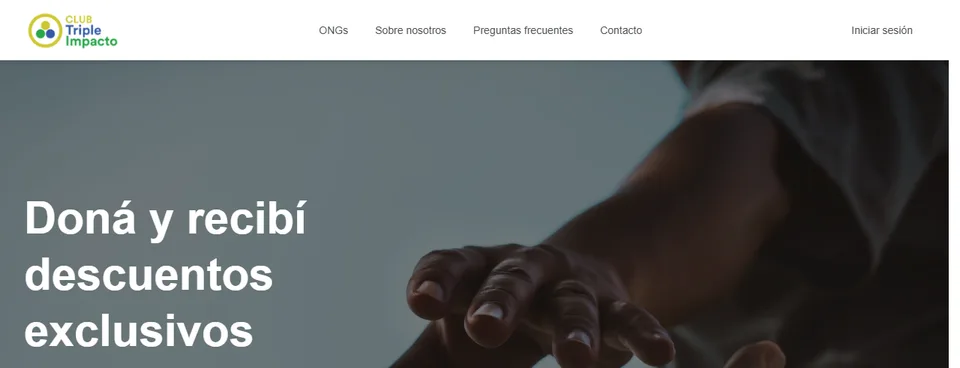 CLUB
Triple
Impacto
ONGs Sobre nosotros Preguntas frecuentes Contacto Iniciar sesión
Doná y recibí
descuentos
exclusivos